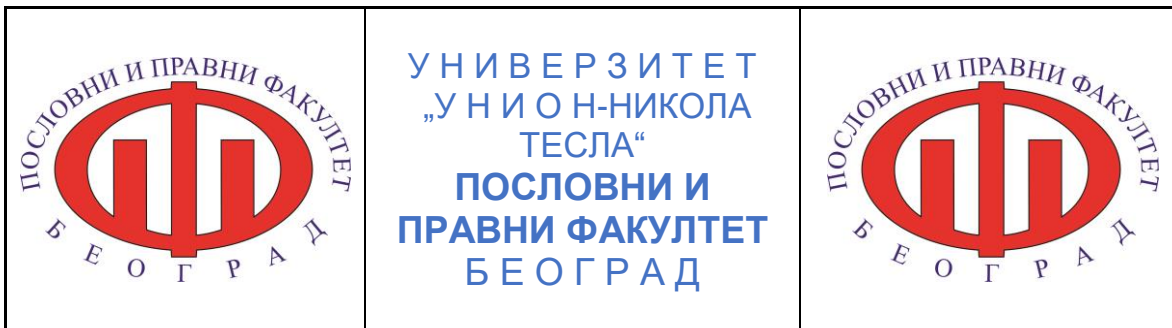 ПОСЛОВНИ И ПРАВНИ ФАКУЛТЕТ
БЕОГРАД
У Н И В Е Р З И Т Е Т
„У Н И О Н-НИКОЛА
ТЕСЛА“
ПОСЛОВНИ И
ПРАВНИ ФАКУЛТЕТ
Б Е О Г Р А Д
ПОСЛОВНИ И ПРАВНИ ФАКУЛТЕТ
БЕОГРАД